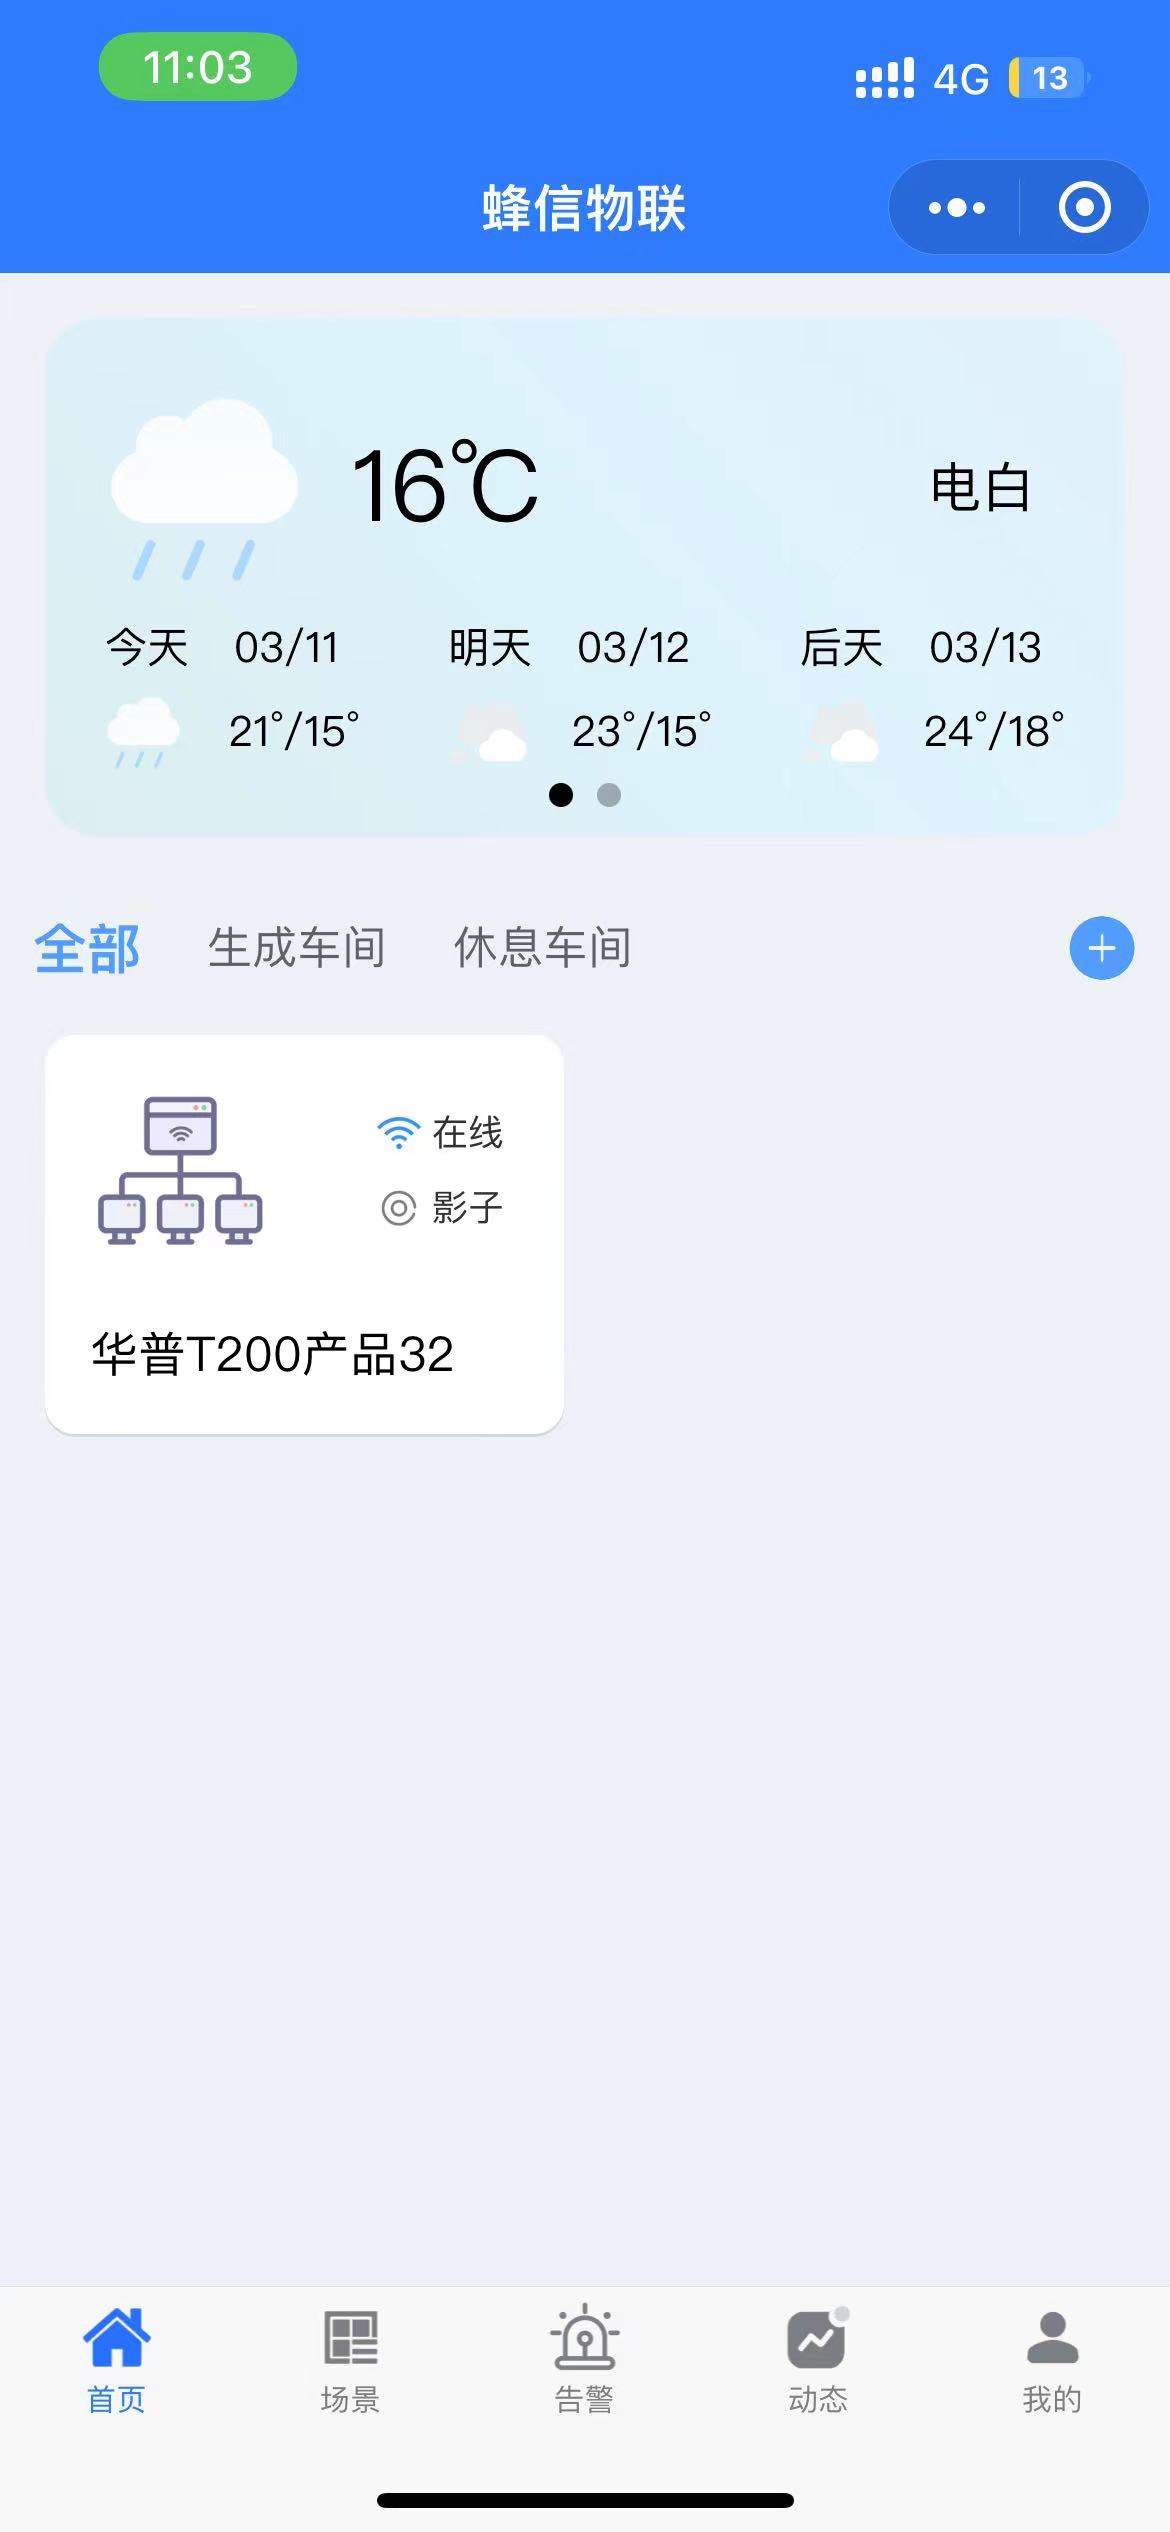 11:03
4G 13
蜂信物联
16℃ 电白
今天 03/11 明天 03/12 后天 03/13
21°/15° 23°/15° 24°/18°
全部 生成车间 休息车间
在线
影子
华普T200产品32
首页 场景 告警 动态 我的